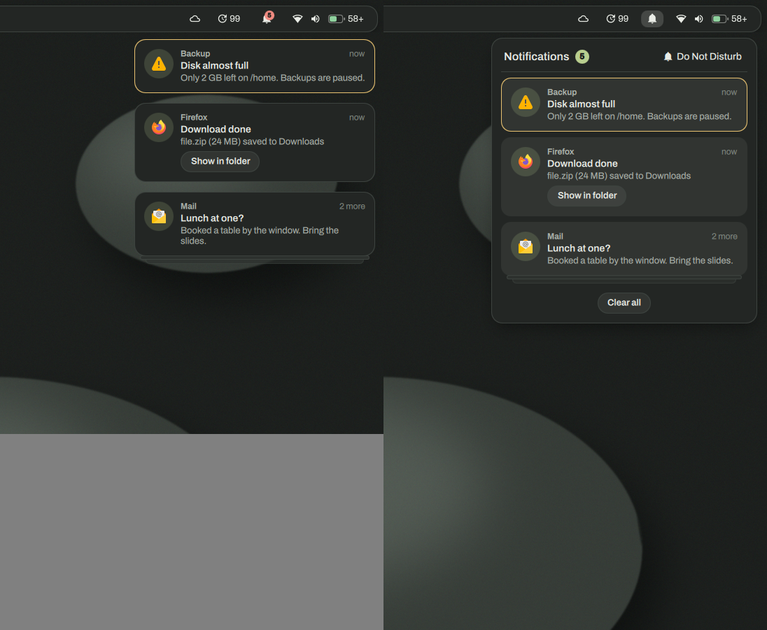 99
5
58+
Backup
now
Disk almost full
Only 2 GB left on /home. Backups are paused.
Firefox
now
Download done
file.zip (24 MB) saved to Downloads
Show in folder
Mail
2 more
Lunch at one?
Booked a table by the window. Bring the
slides.
99
58+
Notifications 5
Do Not Disturb
Backup
now
Disk almost full
Only 2 GB left on /home. Backups are paused.
Firefox
now
Download done
file.zip (24 MB) saved to Downloads
Show in folder
Mail
2 more
Lunch at one?
Booked a table by the window. Bring the slides.
Clear all